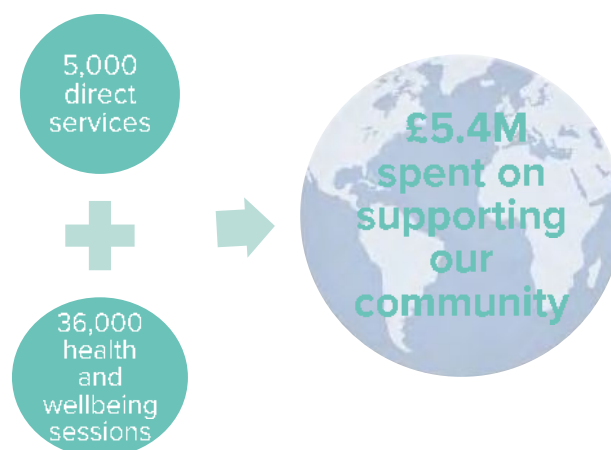 5,000
direct
services
36,000
health
and
wellbeing
sessions
£5.4M
spent on
supporting
our
community